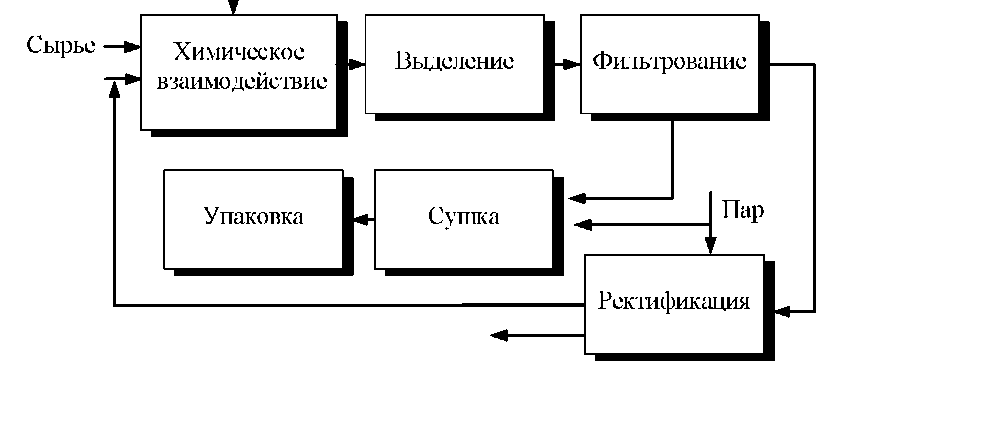 Сырье
Химическое
взаимодействие
Выделение
Фильтрование
Упаковка
Сушка
Пар
Ректификация